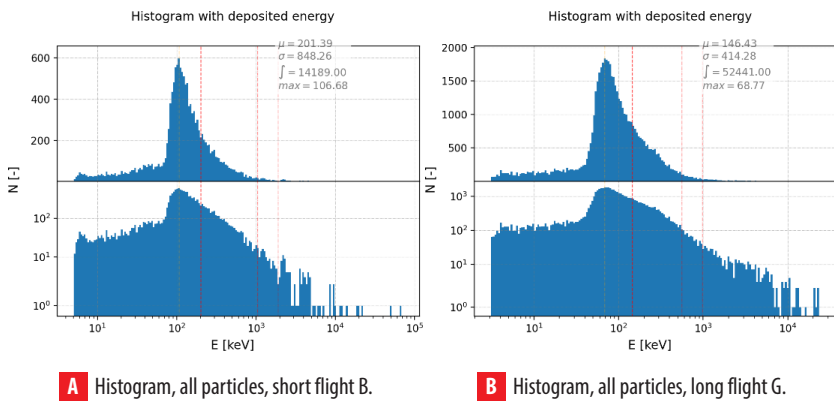 Histogram with deposited energy
μ = 201.39
σ = 848.26
∫ = 14189.00
max = 106.68
600
400
200
N [-]
10²
10¹
10⁰
10¹ 10² 10³ 10⁴ 10⁵
E [keV]
A Histogram, all particles, short flight B.
Histogram with deposited energy
μ = 146.43
σ = 414.28
∫ = 52441.00
max = 68.77
2000
1500
1000
500
N [-]
10³
10²
10¹
10⁰
10¹ 10² 10³ 10⁴
E [keV]
B Histogram, all particles, long flight G.